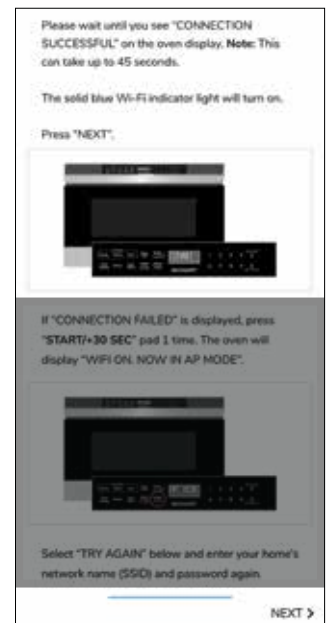 Please wait until you see "CONNECTION
SUCCESSFUL" on the oven display. Note: This
can take up to 45 seconds.
The solid blue Wi-Fi indicator light will turn on.
Press "NEXT".
If "CONNECTION FAILED" is displayed, press
"START/+30 SEC" pad 1 time. The oven will
display "WIFI ON. NOW IN AP MODE".
Select "TRY AGAIN" below and enter your home's
network name (SSID) and password again.
NEXT >